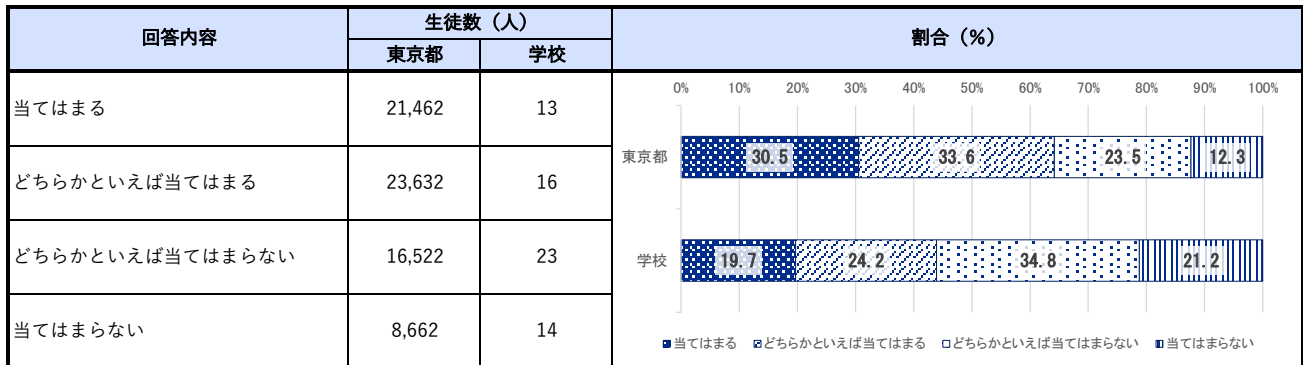 回答内容
生徒数（人）
割合（%）
東京都
学校
当てはまる
21,462
13
どちらかといえば当てはまる
23,632
16
どちらかといえば当てはまらない
16,522
23
当てはまらない
8,662
14
0%
10%
20%
30%
40%
50%
60%
70%
80%
90%
100%
東京都
30.5
33.6
23.5
12.3
学校
19.7
24.2
34.8
21.2
当てはまる
どちらかといえば当てはまる
どちらかといえば当てはまらない
当てはまらない